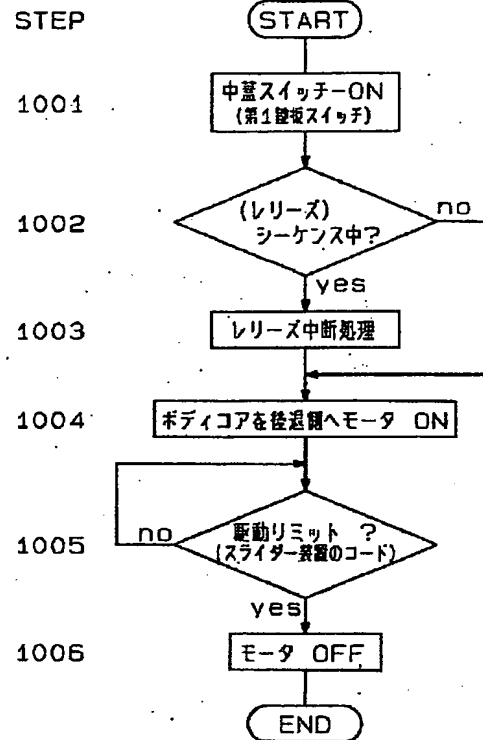 STEP
START
1001
中蓋スイッチーON
(第1錠板スイッチ)
1002
(レリーズ)
シーケンス中?
no
yes
1003
レリーズ中断処理
1004
ボディコアを後退側へモータ ON
1005
no
駆動リミット ?
(スライダー装置のコード)
yes
1006
モータ OFF
END